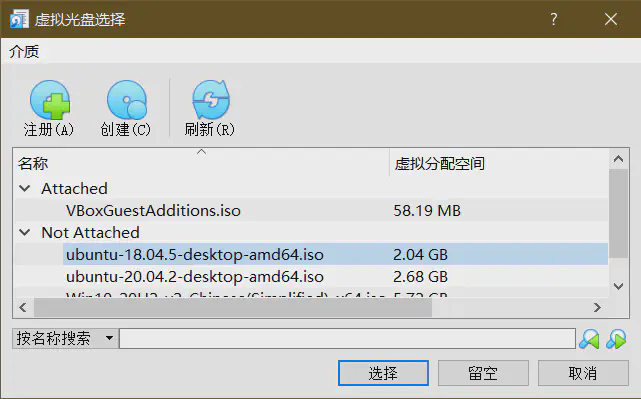 虚拟光盘选择
介质
注册(A) 创建(C) 刷新(R)
名称 虚拟分配空间
Attached
VBoxGuestAdditions.iso 58.19 MB
Not Attached
ubuntu-18.04.5-desktop-amd64.iso 2.04 GB
ubuntu-20.04.2-desktop-amd64.iso 2.68 GB
Win10_20H2_v2_Chinese(Simplified)_x64.iso 5.72 GB
按名称搜索
选择 留空 取消